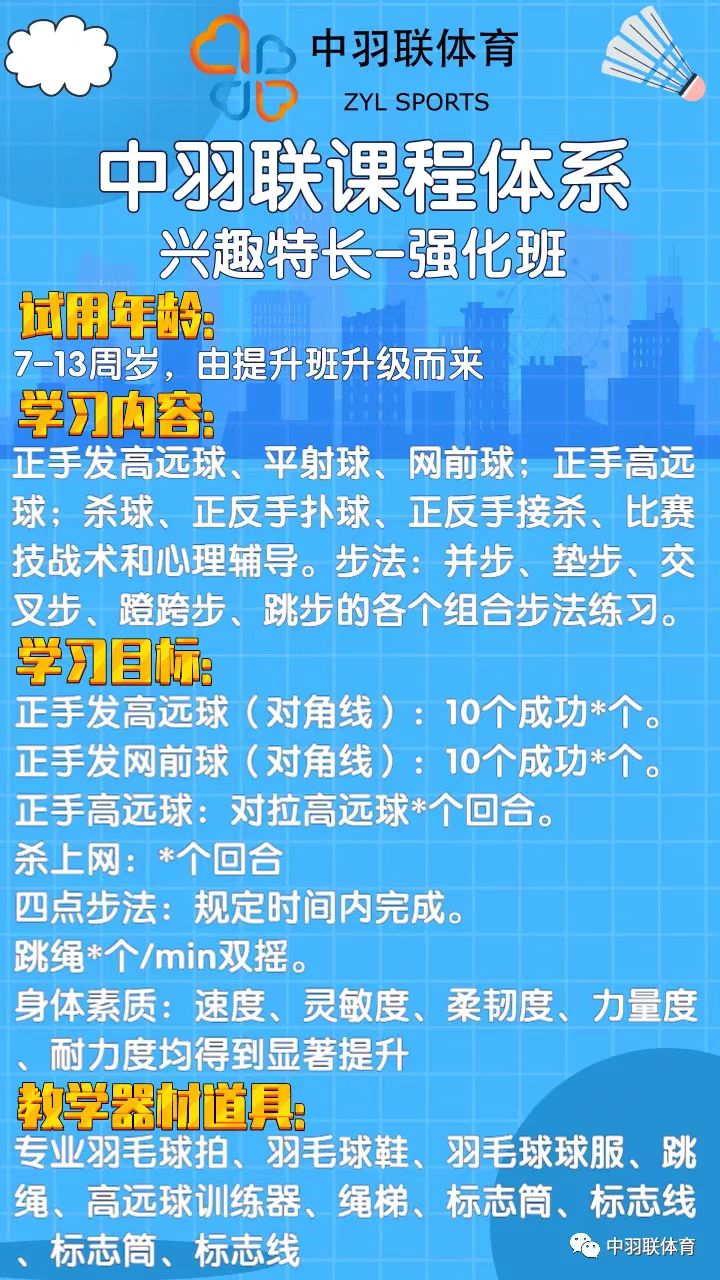 中羽联体育
ZYL SPORTS
中羽联课程体系
兴趣特长-强化班
试用年龄:
7-13周岁，由提升班升级而来
学习内容:
正手发高远球、平射球、网前球；正手高远
球；杀球、正反手扑球、正反手接杀、比赛
技战术和心理辅导。步法：并步、垫步、交
叉步、蹬跨步、跳步的各个组合步法练习。
学习目标:
正手发高远球（对角线）：10个成功*个。
正手发网前球（对角线）：10个成功*个。
正手高远球：对拉高远球*个回合。
杀上网：*个回合
四点步法：规定时间内完成。
跳绳*个/min双摇。
身体素质：速度、灵敏度、柔韧度、力量度
、耐力度均得到显著提升
教学器材道具:
专业羽毛球拍、羽毛球鞋、羽毛球球服、跳
绳、高远球训练器、绳梯、标志筒、标志线
、标志筒、标志线
中羽联体育